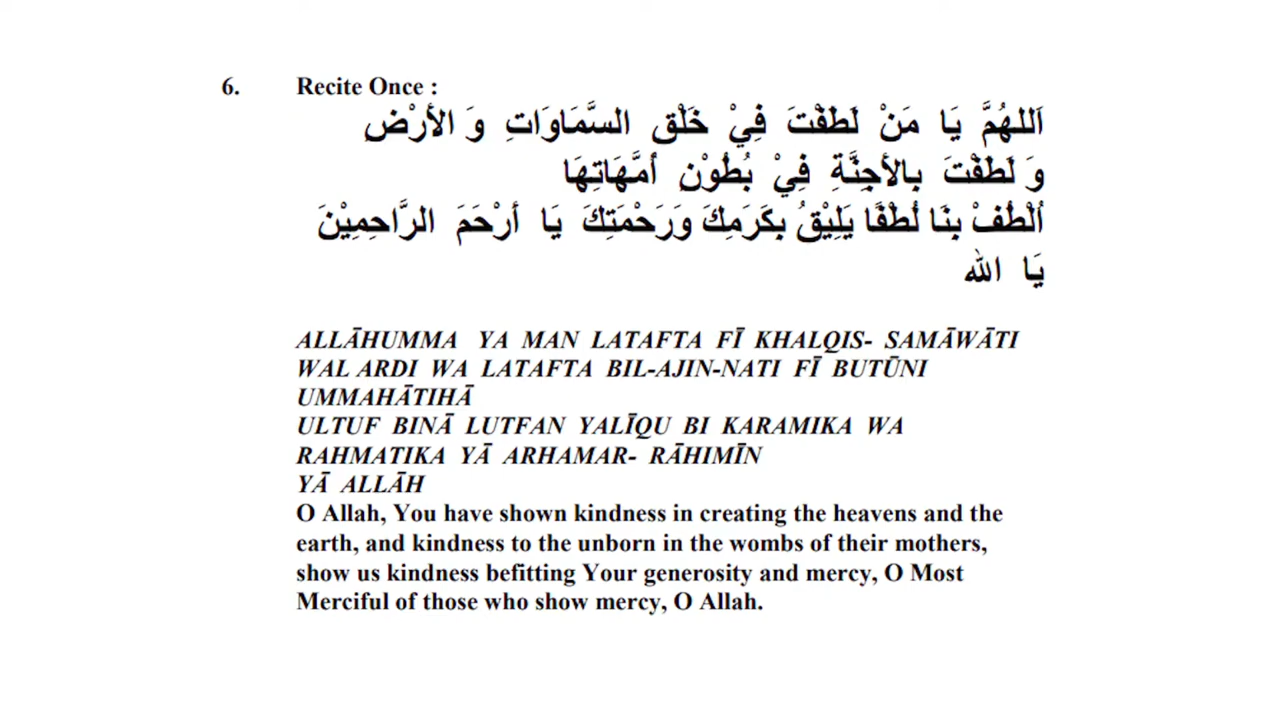 6. Recite Once :
اَللهُمَّ يَا مَنْ لَطَفْتَ فِيْ خَلْقِ السَّمَاوَاتِ وَ الأَرْضِ
وَ لَطَفْتَ بِالأَجِنَّةِ فِيْ بُطُوْنِ أُمَّهَاتِهَا
اُلْطُفْ بِنَا لُطْفًا يَلِيْقُ بِكَرَمِكَ وَرَحْمَتِكَ يَا أَرْحَمَ الرَّاحِمِيْنَ
يَا الله
ALLĀHUMMA YA MAN LATAFTA FĪ KHALQIS- SAMĀWĀTI
WAL ARDI WA LATAFTA BIL-AJIN-NATI FĪ BUTŪNI
UMMAHĀTIHĀ
ULTUF BINĀ LUTFAN YALĪQU BI KARAMIKA WA
RAHMATIKA YĀ ARHAMAR- RĀHIMĪN
YĀ ALLĀH
O Allah, You have shown kindness in creating the heavens and the
earth, and kindness to the unborn in the wombs of their mothers,
show us kindness befitting Your generosity and mercy, O Most
Merciful of those who show mercy, O Allah.